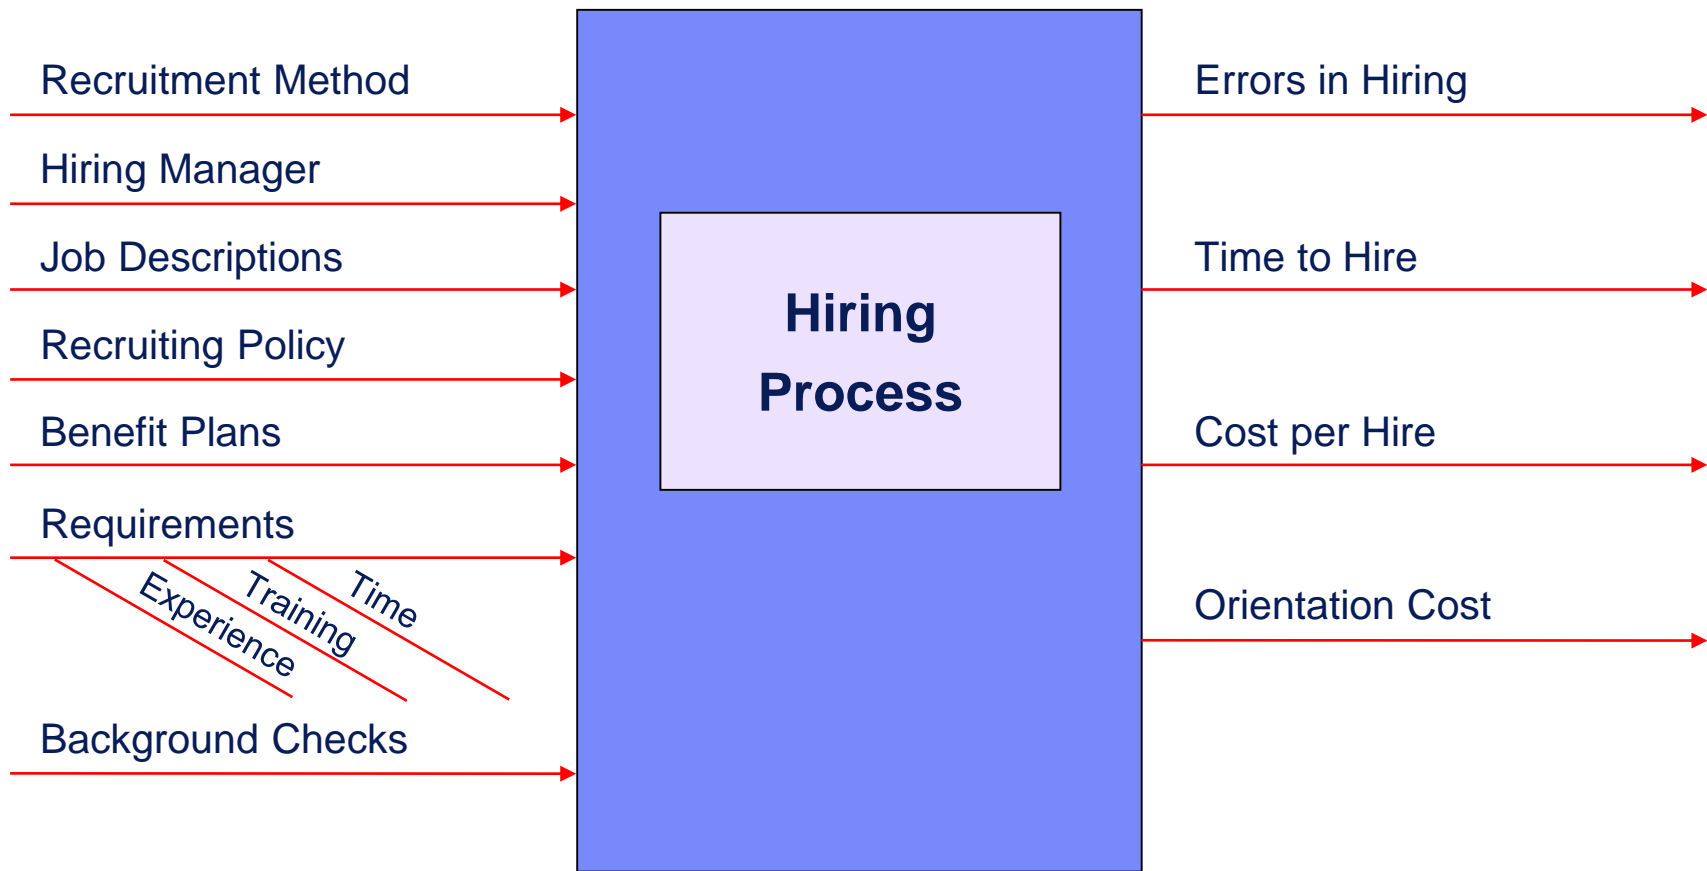 Recruitment Method
Hiring Manager
Job Descriptions
Recruiting Policy
Benefit Plans
Requirements
Experience
Training
Time
Background Checks
Hiring
Process
Errors in Hiring
Time to Hire
Cost per Hire
Orientation Cost